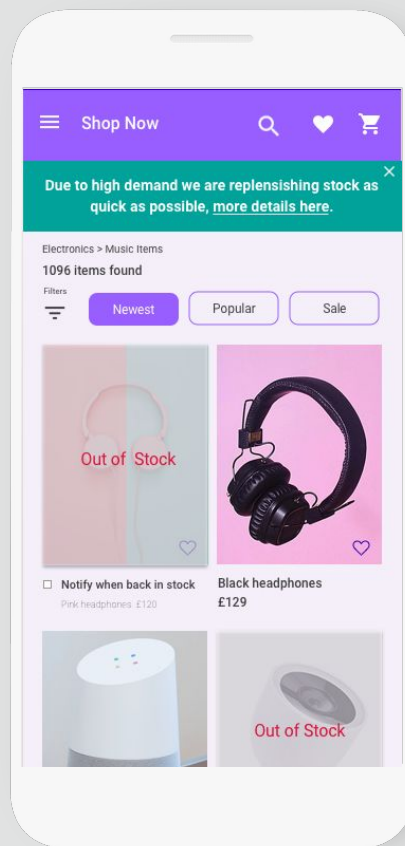 Shop Now
Due to high demand we are replensishing stock as
quick as possible, more details here.
Electronics > Music Items
1096 items found
Filters
Newest
Popular
Sale
Out of Stock
Notify when back in stock
Pink headphones £120
Black headphones
£129
Out of Stock